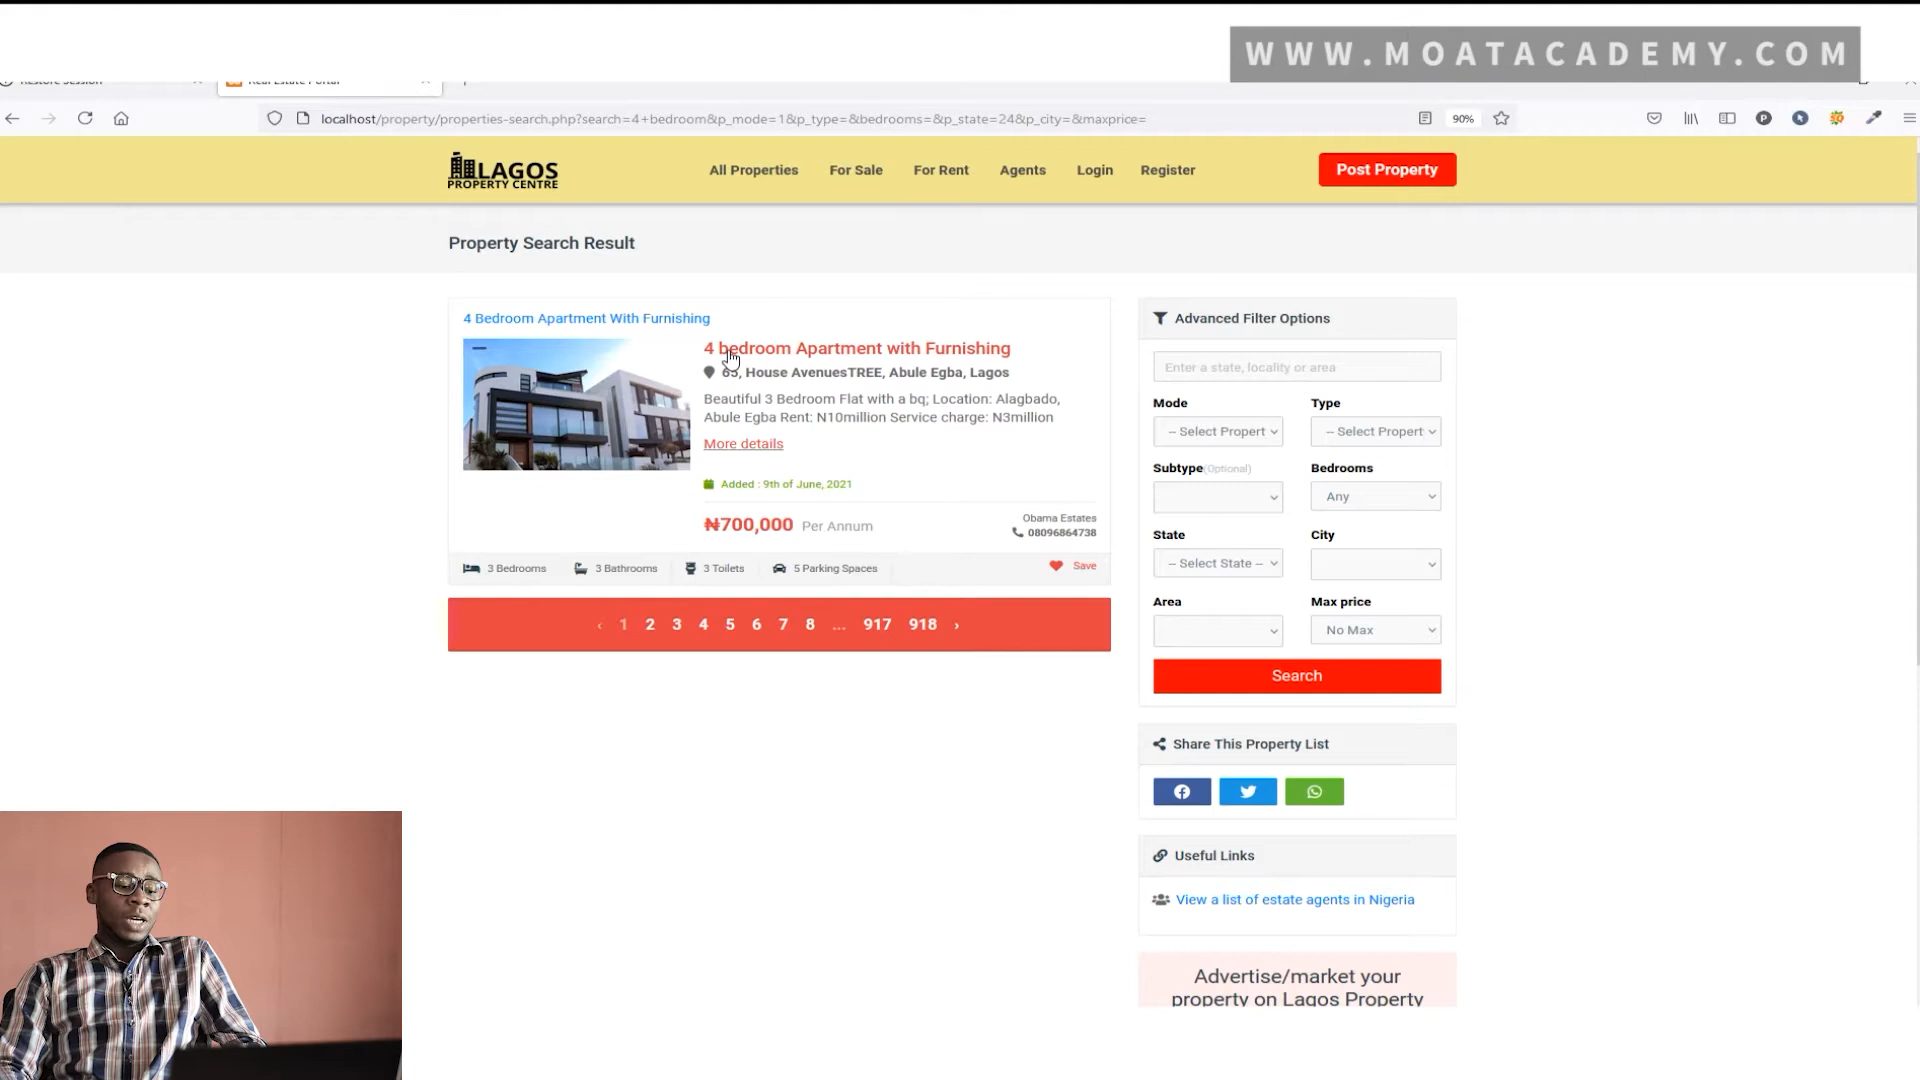 WWW.MOATACADEMY.COM
Restore Session
Real Estate Portal
localhost/property/properties-search.php?search=4+bedroom&p_mode=1&p_type=&bedrooms=&p_state=24&p_city=&maxprice=
90%
LAGOS
PROPERTY CENTRE
All Properties
For Sale
For Rent
Agents
Login
Register
Post Property
Property Search Result
4 Bedroom Apartment With Furnishing
4 bedroom Apartment with Furnishing
65, House AvenuesTREE, Abule Egba, Lagos
Beautiful 3 Bedroom Flat with a bq; Location: Alagbado,
Abule Egba Rent: N10million Service charge: N3million
More details
Added : 9th of June, 2021
₦700,000 Per Annum
Obama Estates
08096864738
3 Bedrooms
3 Bathrooms
3 Toilets
5 Parking Spaces
Save
‹ 1 2 3 4 5 6 7 8 ... 917 918 ›
Advanced Filter Options
Enter a state, locality or area
Mode
Type
-- Select Propert
-- Select Propert
Subtype(Optional)
Bedrooms
Any
State
City
-- Select State --
Area
Max price
No Max
Search
Share This Property List
Useful Links
View a list of estate agents in Nigeria
Advertise/market your
property on Lagos Property